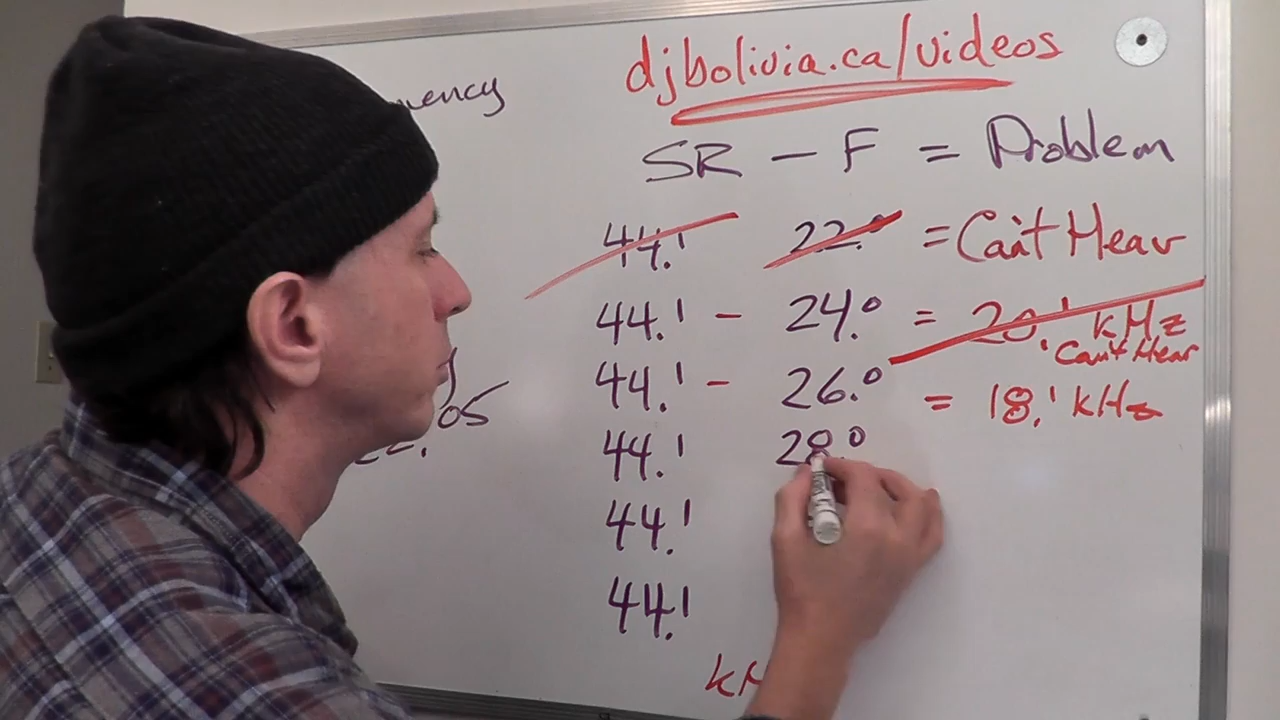 djbolivia.ca/videos
SR - F = Problem
44.1 22.0 = Can't Hear
44.1 - 24.0 = 20.1 kHz
Can't Hear
44.1 - 26.0 = 18.1 kHz
44.1 28.0
44.1
44.1